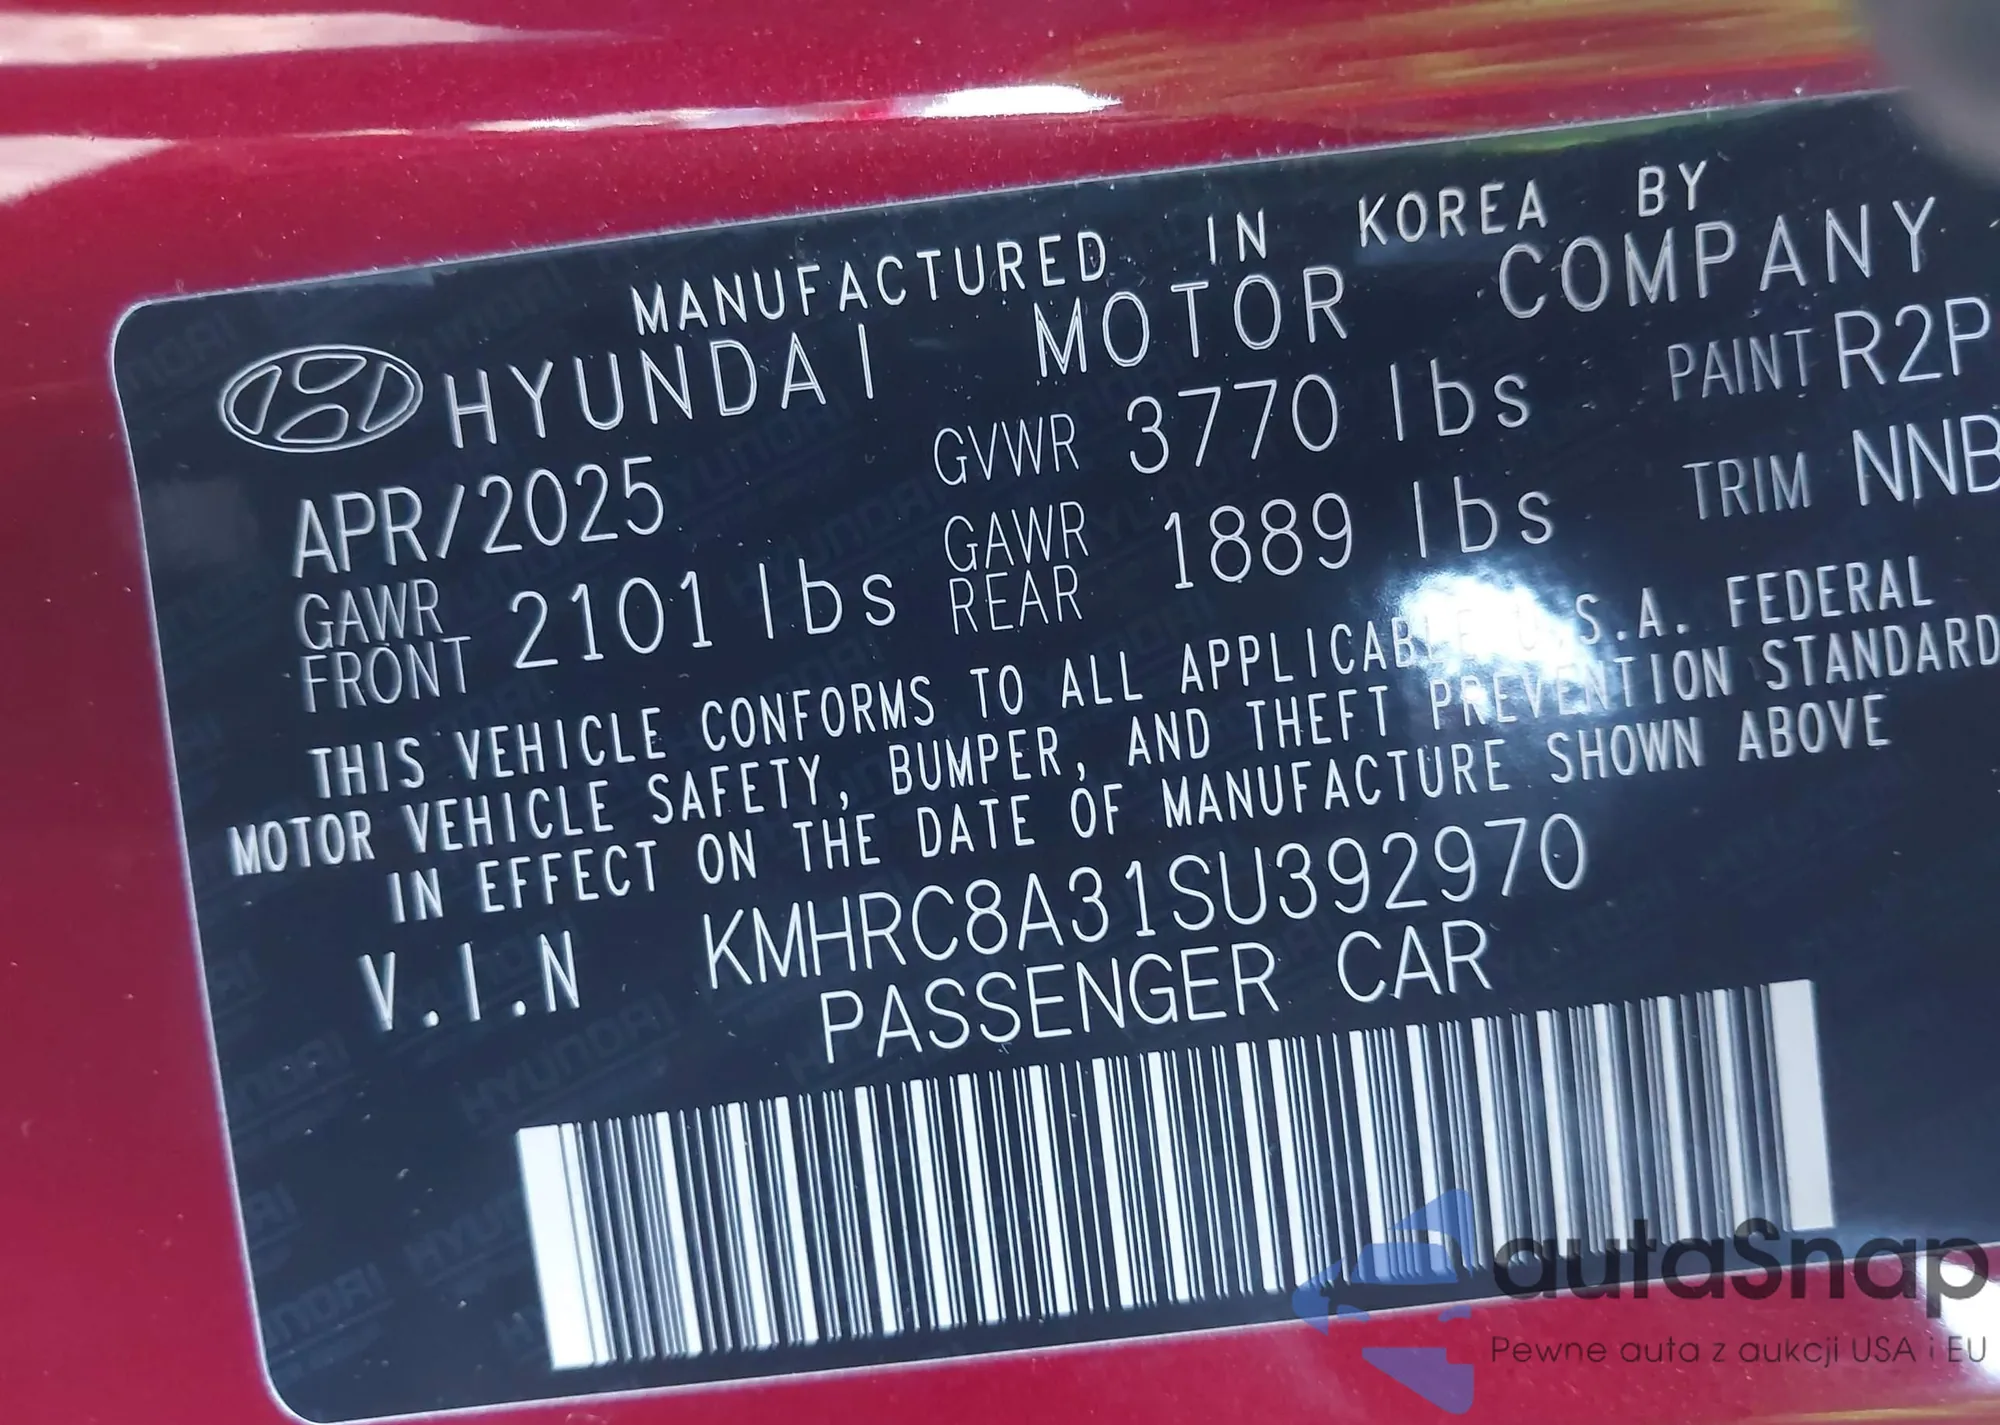 MANUFACTURED IN KOREA BY
HYUNDAI MOTOR COMPANY
APR/2025 GVWR 3770 lbs PAINT R2P
GAWR FRONT 2101 lbs GAWR REAR 1889 lbs TRIM NNB
THIS VEHICLE CONFORMS TO ALL APPLICABLE U.S.A. FEDERAL
MOTOR VEHICLE SAFETY, BUMPER, AND THEFT PREVENTION STANDARD
IN EFFECT ON THE DATE OF MANUFACTURE SHOWN ABOVE
V.I.N KMHRC8A31SU392970
PASSENGER CAR
autaSnap
Pewne auta z aukcji USA i EU